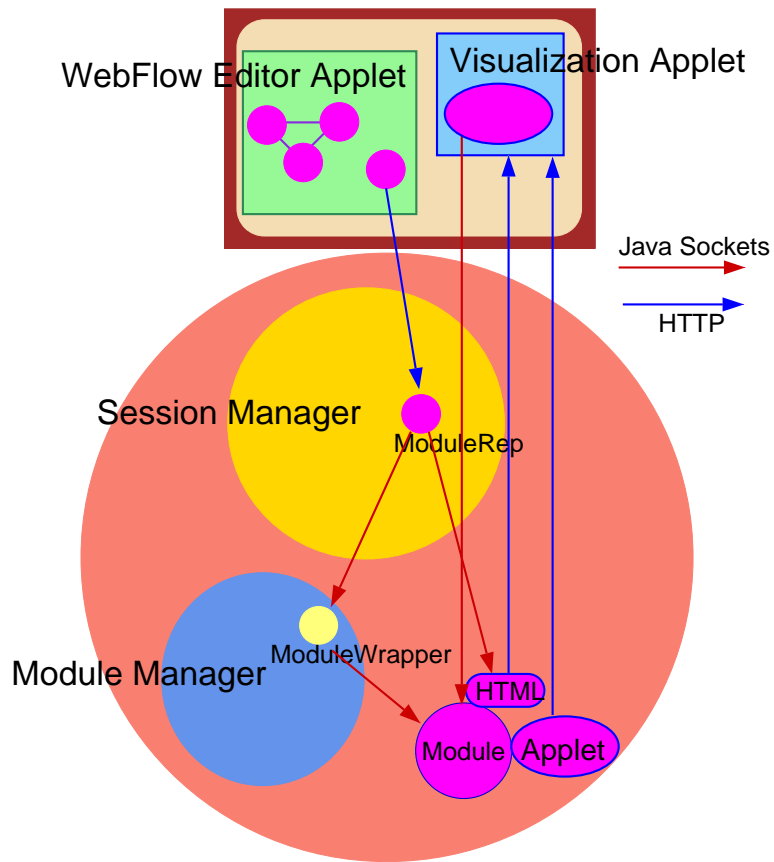 Visualization Applet
WebFlow Editor Applet
Java Sockets
HTTP
Session Manager
ModuleRep
ModuleWrapper
Module Manager
HTML
Module
Applet